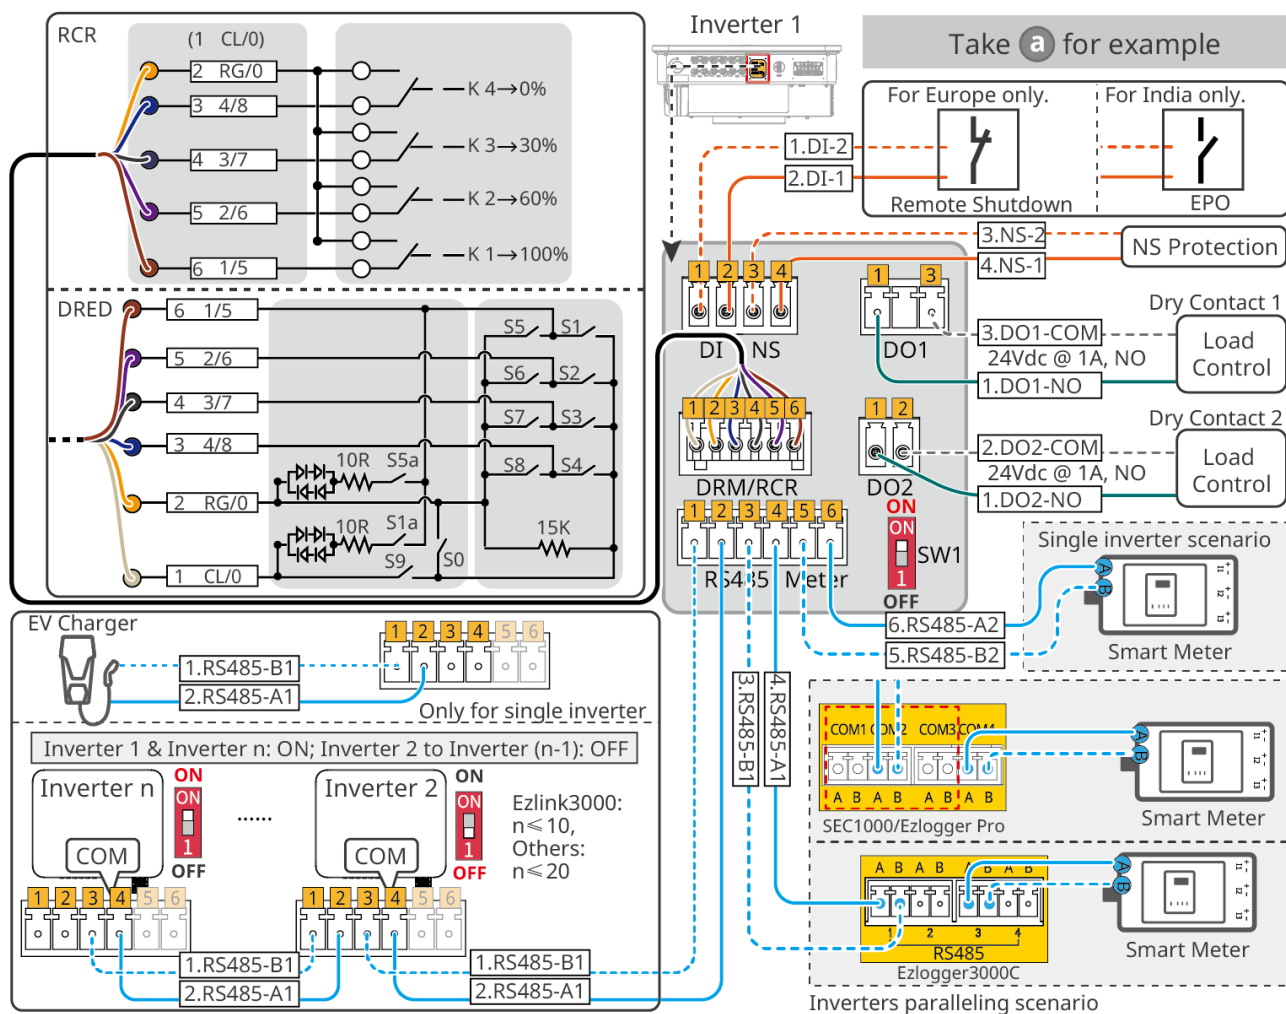 RCR
(1 CL/0)
2 RG/0
3 4/8
4 3/7
5 2/6
6 1/5
K 4→0%
K 3→30%
K 2→60%
K 1→100%
DRED
6 1/5
5 2/6
4 3/7
3 4/8
2 RG/0
1 CL/0
10R
S5a
10R
S1a
S9
S0
S5
S1
S6
S2
S7
S3
S8
S4
15K
Inverter 1
Take a for example
For Europe only.
For India only.
Remote Shutdown
EPO
1.DI-2
2.DI-1
3.NS-2
4.NS-1
NS Protection
1 2 3 4
DI NS
1 3
DO1
Dry Contact 1
3.DO1-COM
24Vdc @ 1A, NO
1.DO1-NO
Load
Control
1 2 3 4 5 6
DRM/RCR
1 2
DO2
Dry Contact 2
2.DO2-COM
24Vdc @ 1A, NO
1.DO2-NO
Load
Control
1 2 3 4 5 6
RS485 Meter
ON
ON
1
OFF
SW1
Single inverter scenario
A
B
Smart Meter
6.RS485-A2
5.RS485-B2
3.RS485-B1
4.RS485-A1
EV Charger
1.RS485-B1
2.RS485-A1
1 2 3 4 5 6
Only for single inverter
Inverter 1 & Inverter n: ON; Inverter 2 to Inverter (n-1): OFF
Inverter n
COM
ON
ON
1
OFF
......
Inverter 2
COM
ON
ON
1
OFF
Ezlink3000:
n⩽10,
Others:
n⩽20
1 2 3 4 5 6
1 2 3 4 5 6
1.RS485-B1
2.RS485-A1
1.RS485-B1
2.RS485-A1
COM1 COM2 COM3 COM4
A B A B A B A B
SEC1000/Ezlogger Pro
A
B
Smart Meter
A B A B A B A B
1 2 3 4
RS485
Ezlogger3000C
A
B
Smart Meter
Inverters paralleling scenario